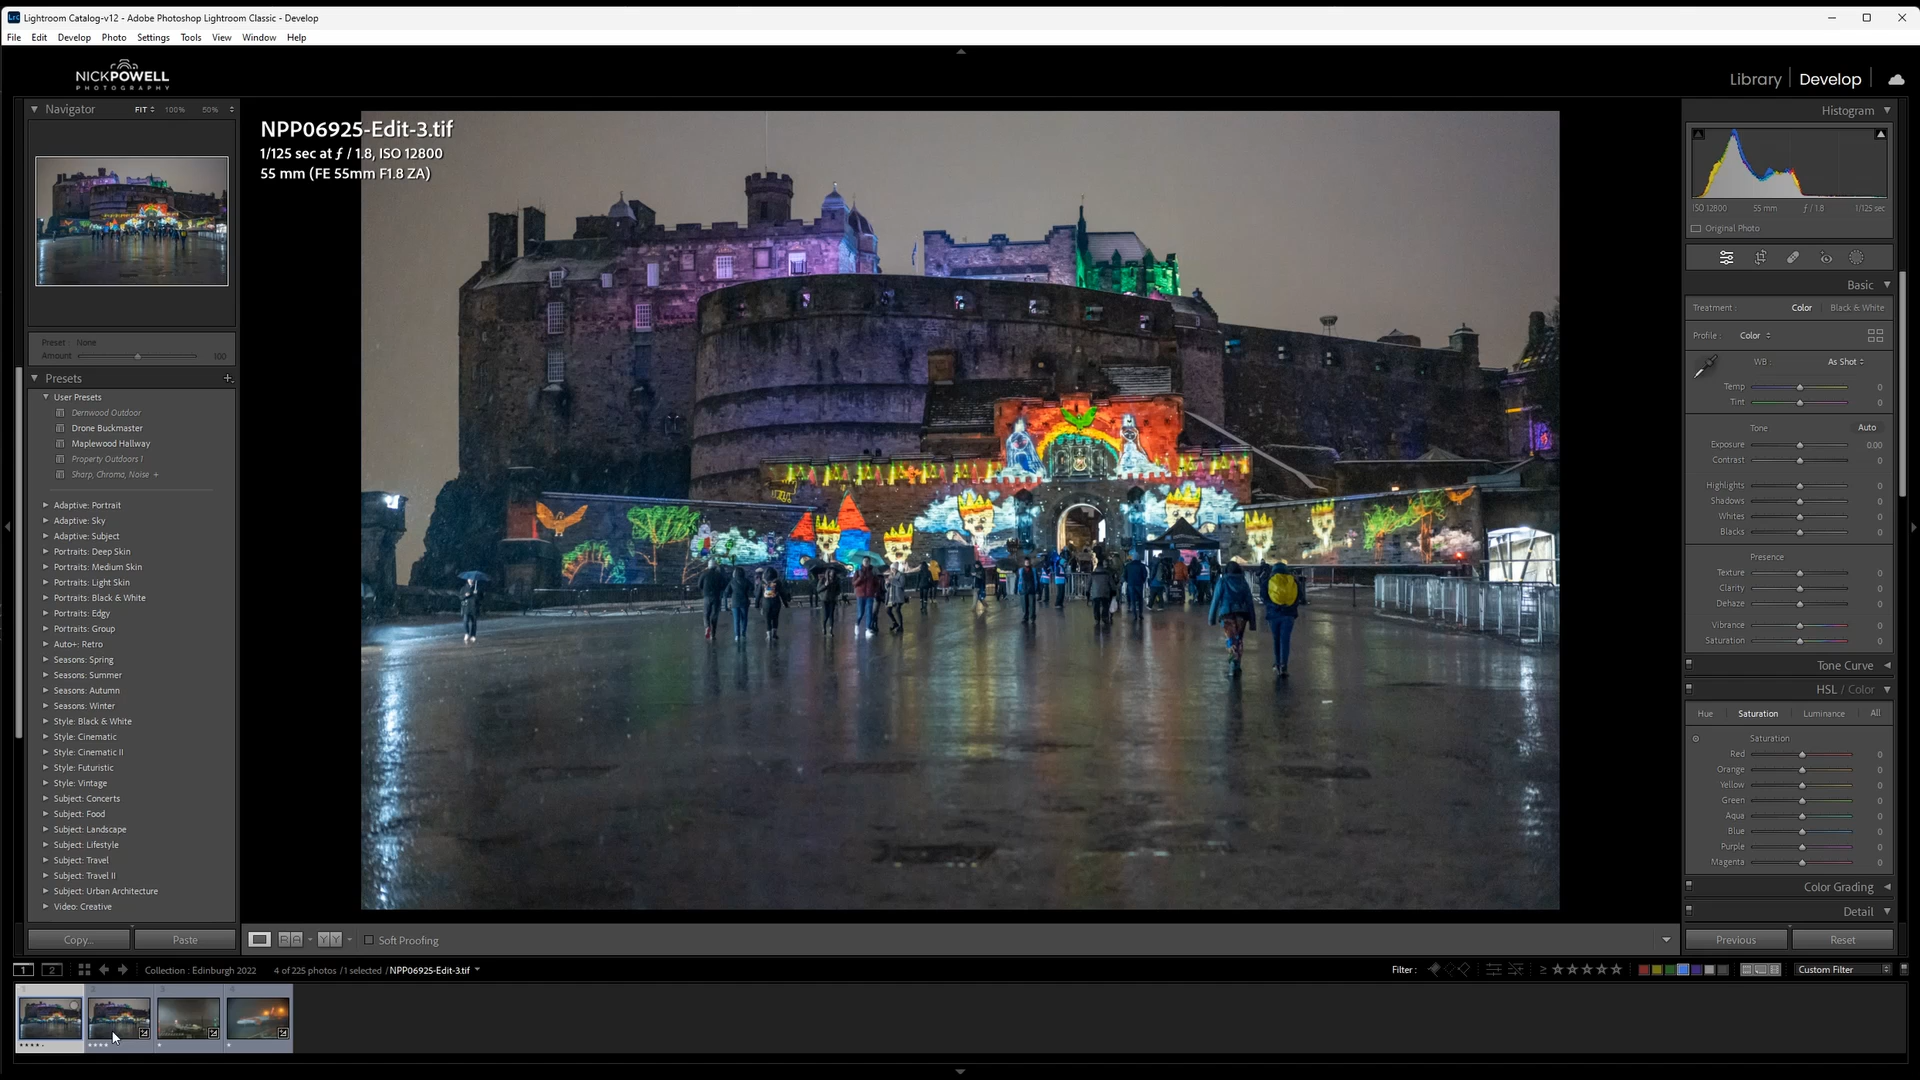 Lightroom Catalog-v12 - Adobe Photoshop Lightroom Classic - Develop
File Edit Develop Photo Settings Tools View Window Help
NICKPOWELL
PHOTOGRAPHY
Library Develop
Navigator FIT 100% 50%
Preset : None
Amount 100
Presets
User Presets
Dernwood Outdoor
Drone Buckmaster
Maplewood Hallway
Property Outdoors 1
Sharp, Chroma, Noise +
Adaptive: Portrait
Adaptive: Sky
Adaptive: Subject
Portraits: Deep Skin
Portraits: Medium Skin
Portraits: Light Skin
Portraits: Black & White
Portraits: Edgy
Portraits: Group
Auto+: Retro
Seasons: Spring
Seasons: Summer
Seasons: Autumn
Seasons: Winter
Style: Black & White
Style: Cinematic
Style: Cinematic II
Style: Futuristic
Style: Vintage
Subject: Concerts
Subject: Food
Subject: Landscape
Subject: Lifestyle
Subject: Travel
Subject: Travel II
Subject: Urban Architecture
Video: Creative
Copy... Paste
NPP06925-Edit-3.tif
1/125 sec at ƒ / 1.8, ISO 12800
55 mm (FE 55mm F1.8 ZA)
Soft Proofing
Histogram
ISO 12800 55 mm ƒ / 1.8 1/125 sec
Original Photo
Basic
Treatment : Color Black & White
Profile : Color
WB : As Shot
Temp 0
Tint 0
Tone Auto
Exposure 0.00
Contrast 0
Highlights 0
Shadows 0
Whites 0
Blacks 0
Presence
Texture 0
Clarity 0
Dehaze 0
Vibrance 0
Saturation 0
Tone Curve
HSL / Color
Hue Saturation Luminance All
Saturation
Red 0
Orange 0
Yellow 0
Green 0
Aqua 0
Blue 0
Purple 0
Magenta 0
Color Grading
Detail
Previous Reset
1 2 Collection : Edinburgh 2022 4 of 225 photos / 1 selected / NPP06925-Edit-3.tif Filter : Custom Filter